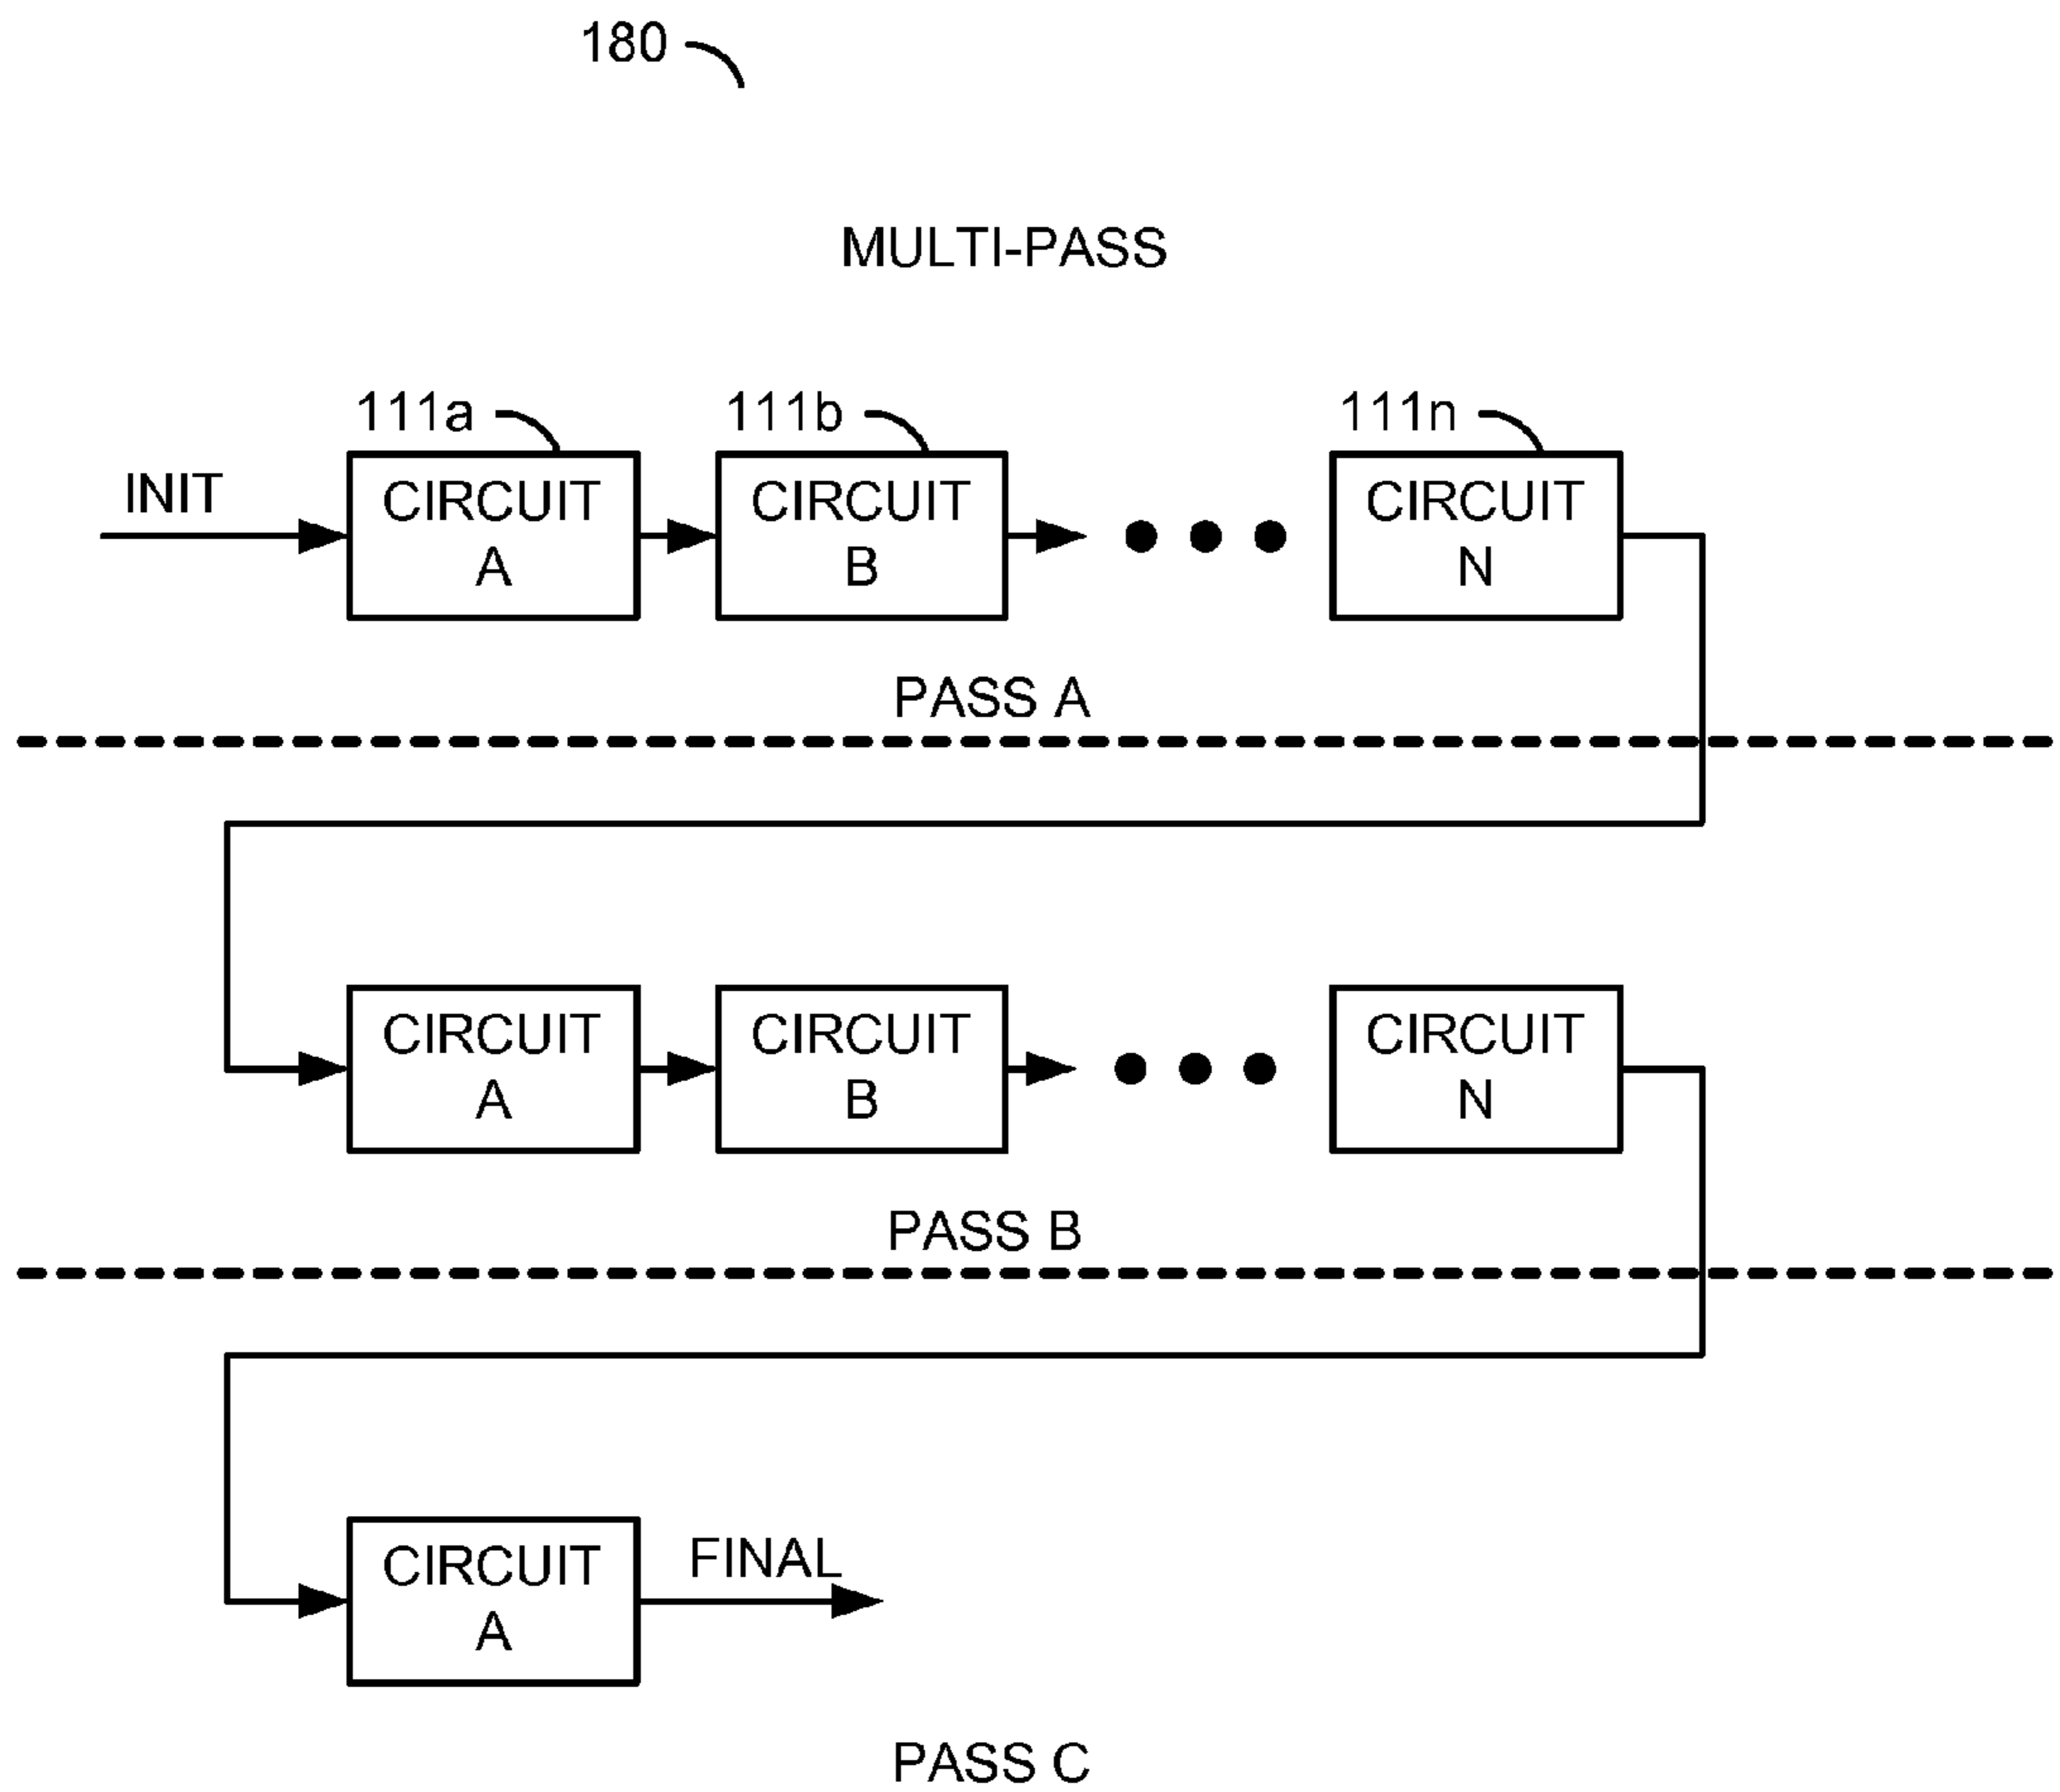 180
MULTI-PASS
111a
111b
111n
INIT
CIRCUIT
A
CIRCUIT
B
CIRCUIT
N
PASS A
CIRCUIT
A
CIRCUIT
B
CIRCUIT
N
PASS B
CIRCUIT
A
FINAL
PASS C